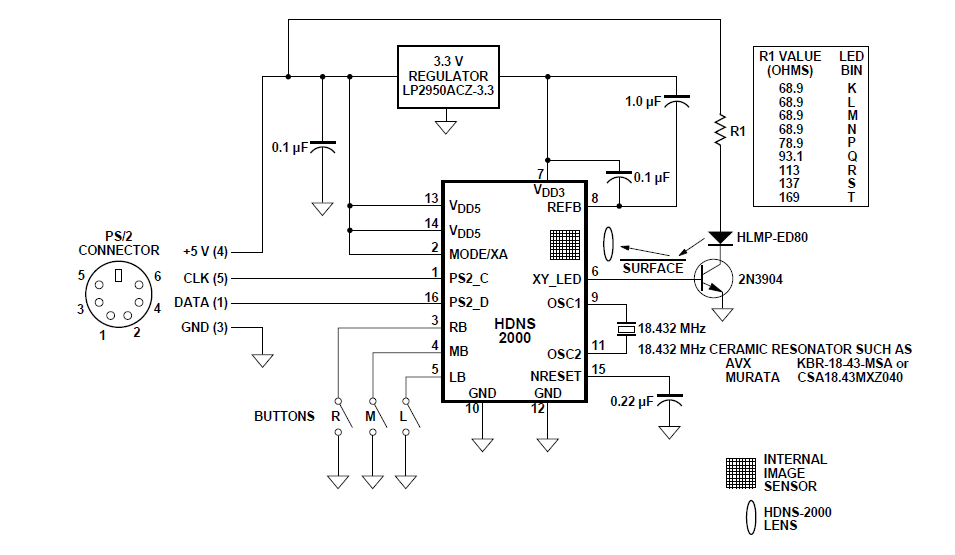 3.3 V
REGULATOR
LP2950ACZ-3.3
R1 VALUE LED
(OHMS) BIN
68.9 K
68.9 L
68.9 M
68.9 N
78.9 P
93.1 Q
113 R
137 S
169 T
1.0 µF
R1
0.1 µF
0.1 µF
7
VDD3
13 VDD5
REFB 8
14 VDD5
2 MODE/XA
PS/2
CONNECTOR
5 6
3 4
1 2
+5 V (4)
CLK (5)
DATA (1)
GND (3)
1 PS2_C
16 PS2_D
3 RB
4 MB
5 LB
HDNS
2000
XY_LED 6
OSC1 9
OSC2 11
NRESET 15
GND GND
10 12
SURFACE
HLMP-ED80
2N3904
18.432 MHz
18.432 MHz CERAMIC RESONATOR SUCH AS
AVX KBR-18-43-MSA or
MURATA CSA18.43MXZ040
0.22 µF
BUTTONS R M L
INTERNAL
IMAGE
SENSOR
HDNS-2000
LENS